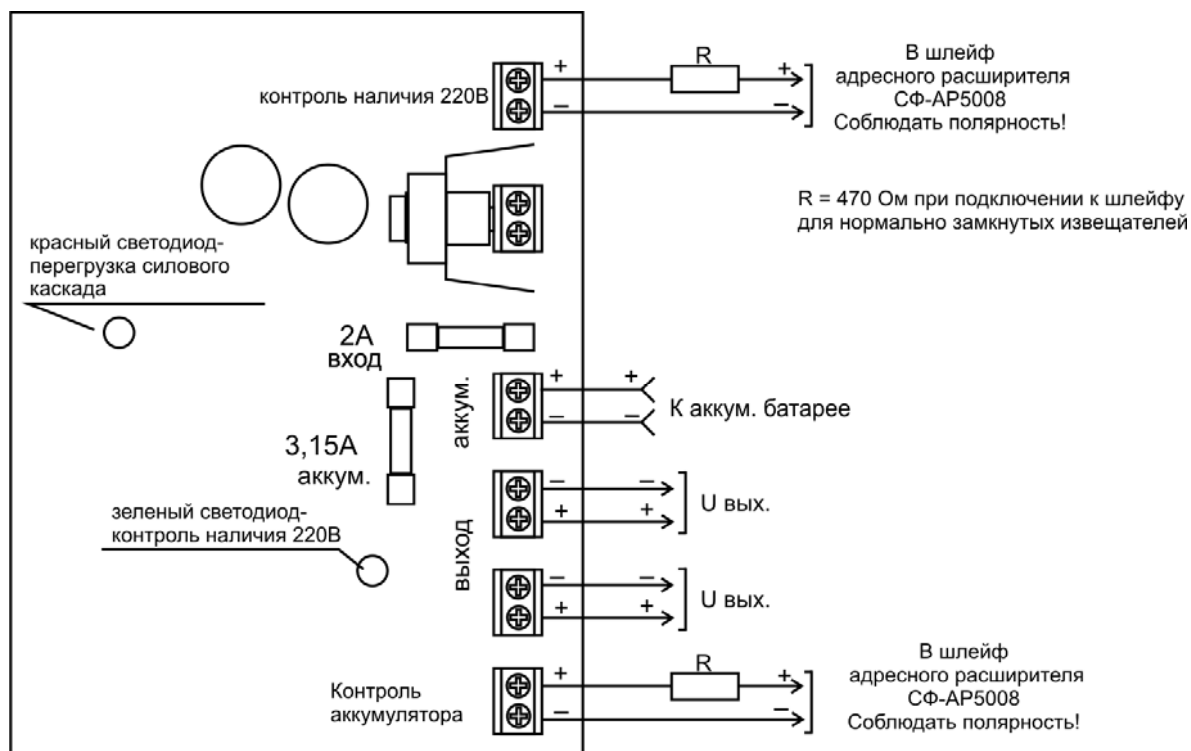 контроль наличия 220В
+
–
R
+
–
В шлейф
адресного расширителя
СФ-АР5008
Соблюдать полярность!
R = 470 Ом при подключении к шлейфу
для нормально замкнутых извещателей
красный светодиод-
перегрузка силового
каскада
2А
вход
3,15А
аккум.
аккум.
+
–
+
–
К аккум. батарее
зеленый светодиод-
контроль наличия 220В
выход
–
+
–
+
U вых.
–
+
–
+
U вых.
Контроль
аккумулятора
+
–
R
+
–
В шлейф
адресного расширителя
СФ-АР5008
Соблюдать полярность!